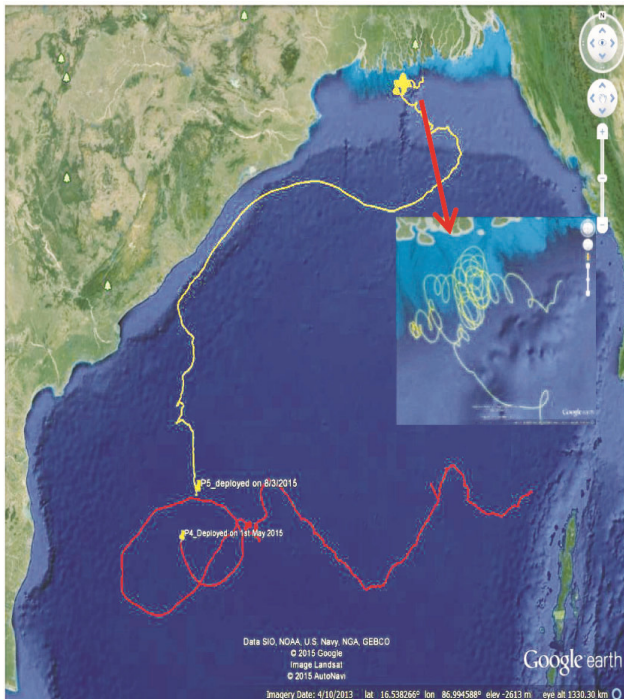 N
Google earth
P5_deployed on 8/3/2015
P4_Deployed on 1st May 2015
Data SIO, NOAA, U.S. Navy, NGA, GEBCO
© 2015 Google
Image Landsat
© 2015 AutoNavi
Google earth
Imagery Date: 4/10/2013 lat 16.538266° lon 86.994588° elev -2613 m eye alt 1330.30 km